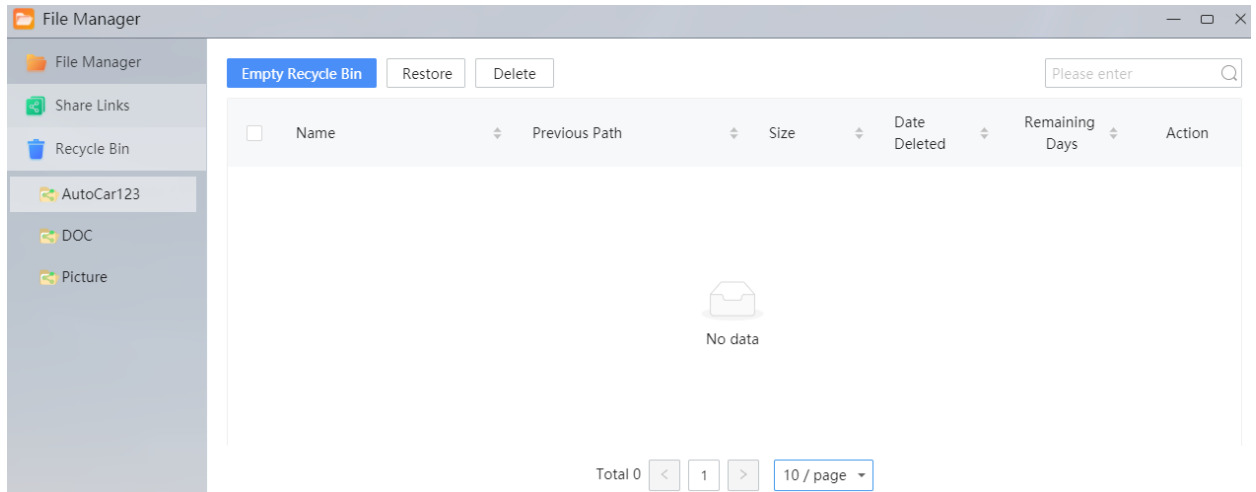 File Manager
File Manager
Share Links
Recycle Bin
AutoCar123
DOC
Picture
Empty Recycle Bin Restore Delete Please enter
Name Previous Path Size Date Deleted Remaining Days Action
No data
Total 0 < 1 > 10 / page